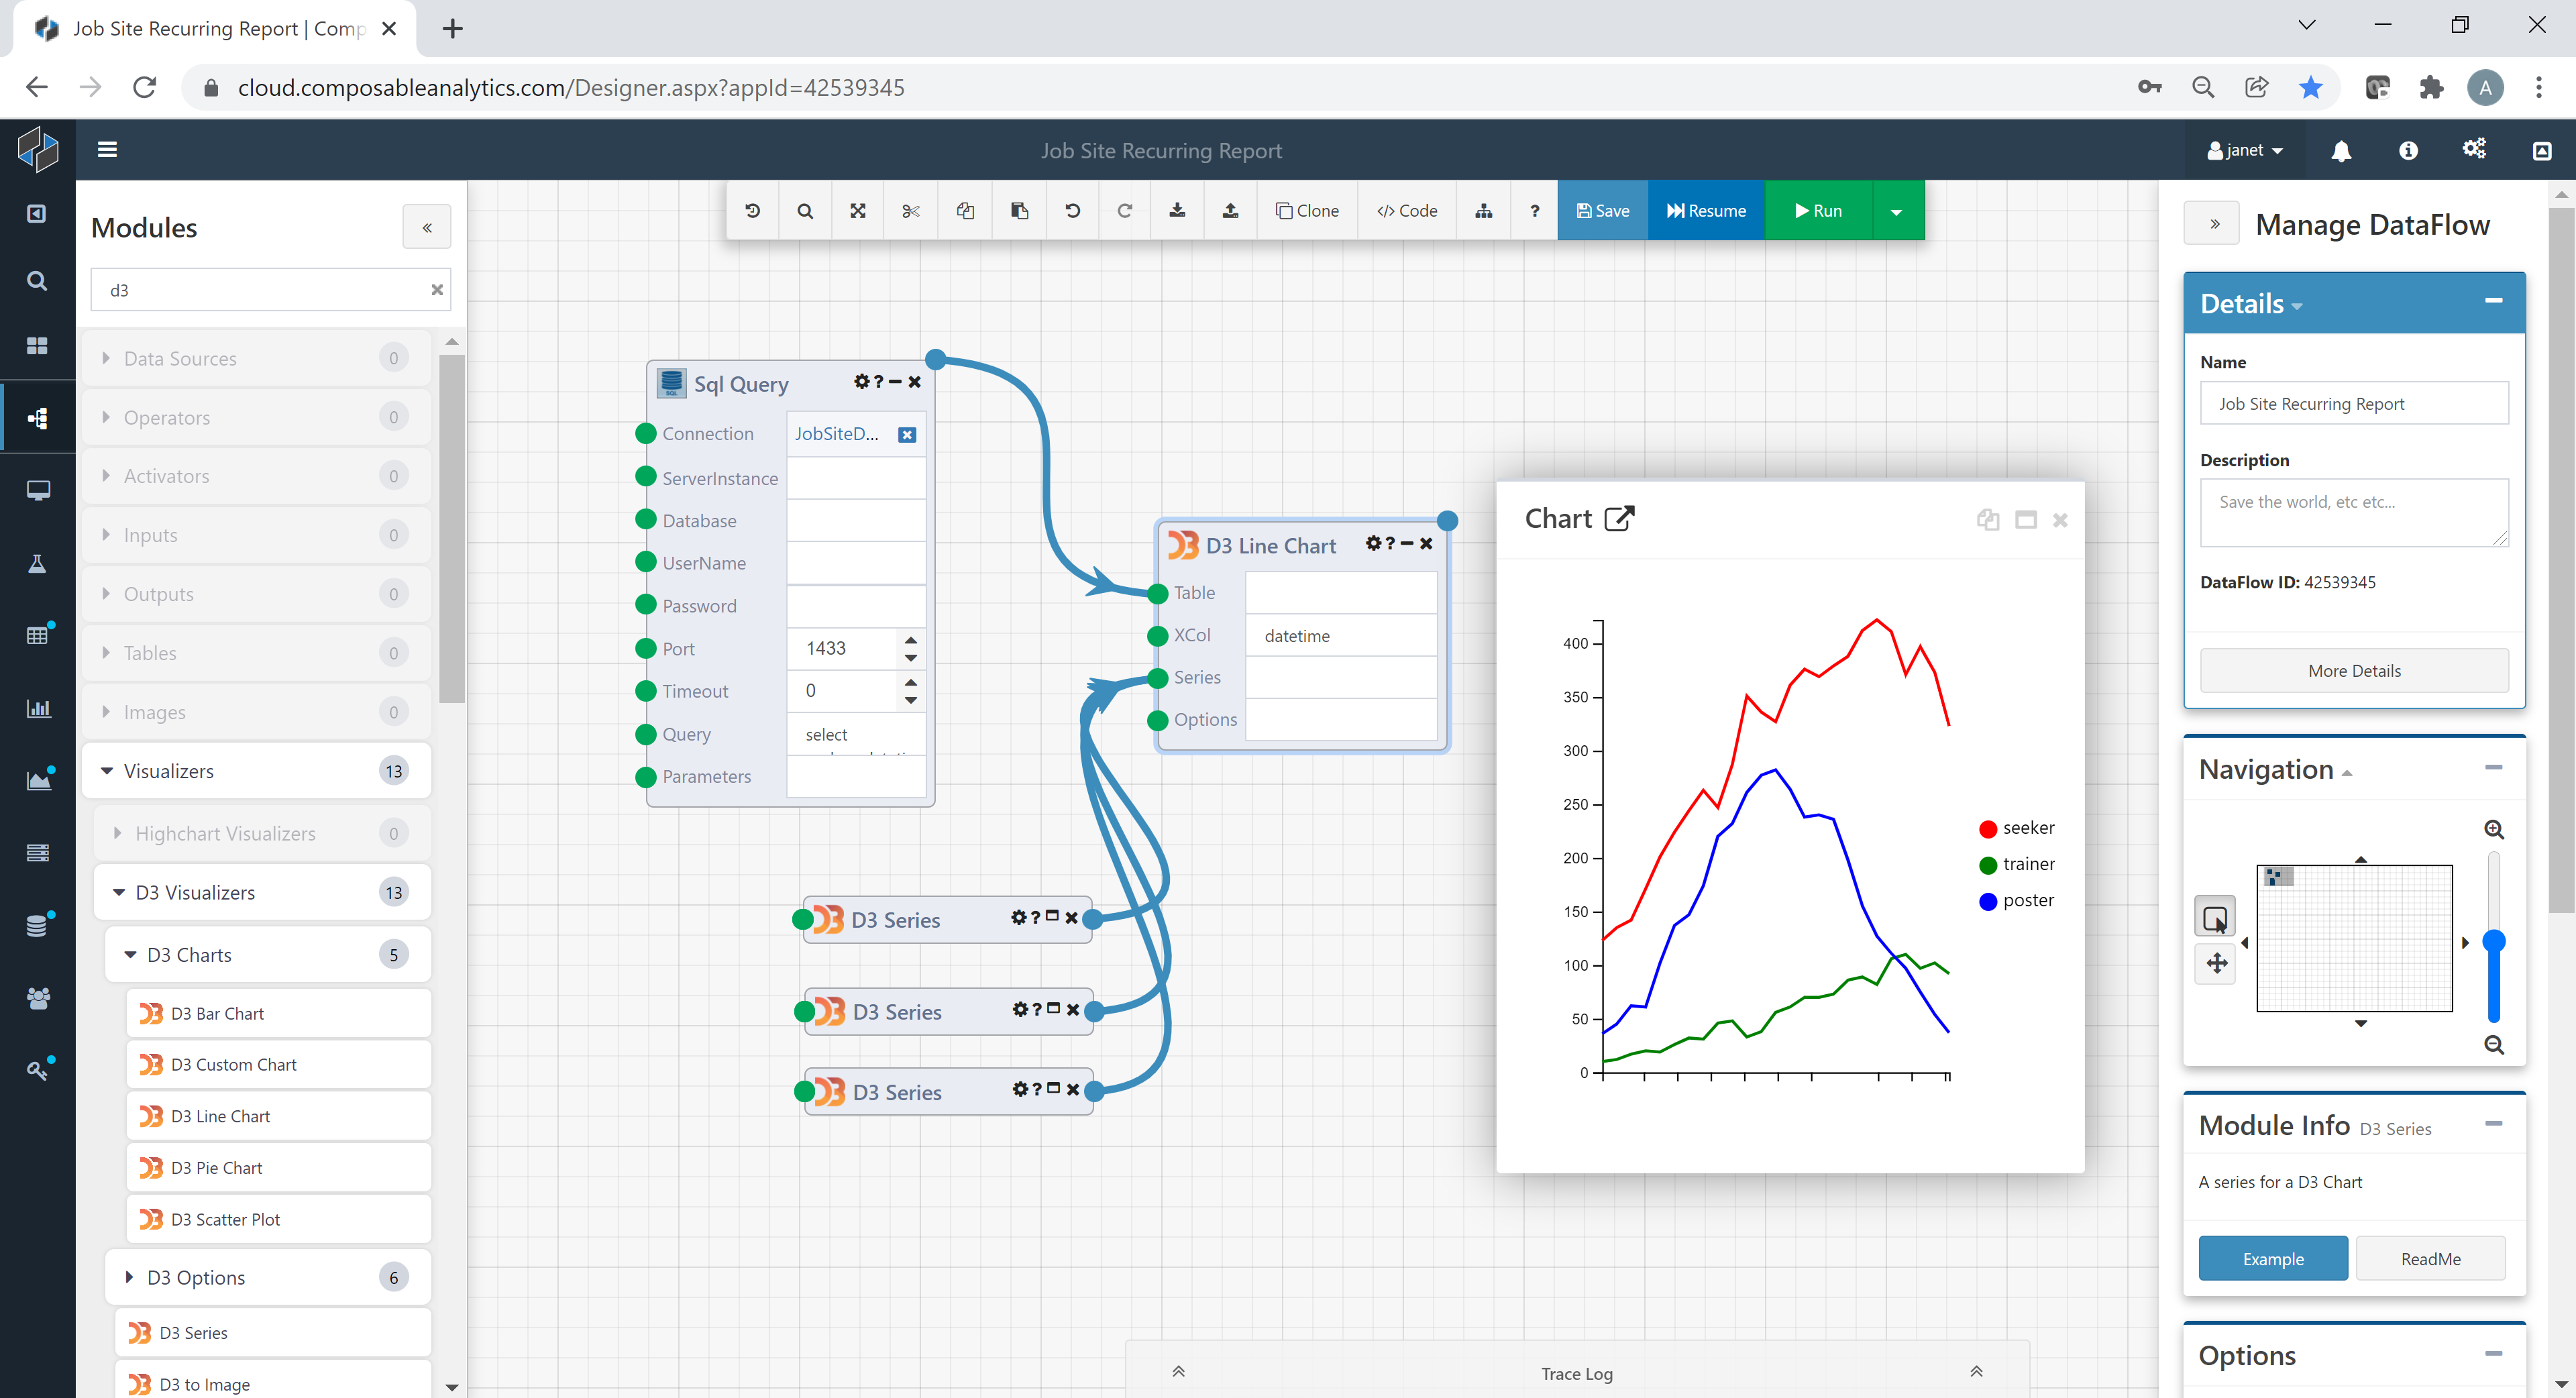 Job Site Recurring Report | Comp
cloud.composableanalytics.com/Designer.aspx?appId=42539345
A
Job Site Recurring Report
janet
Modules
d3
Data Sources 0
Operators 0
Activators 0
Inputs 0
Outputs 0
Tables 0
Images 0
Visualizers 13
Highchart Visualizers 0
D3 Visualizers 13
D3 Charts 5
D3 Bar Chart
D3 Custom Chart
D3 Line Chart
D3 Pie Chart
D3 Scatter Plot
D3 Options 6
D3 Series
D3 to Image
Clone
</> Code
?
Save
Resume
Run
Sql Query
Connection JobSiteD...
ServerInstance
Database
UserName
Password
Port 1433
Timeout 0
Query select
Parameters
D3 Line Chart
Table
XCol datetime
Series
Options
D3 Series
D3 Series
D3 Series
Chart
400
350
300
250
200
150
100
50
0
seeker
trainer
poster
Trace Log
Manage DataFlow
Details
Name
Job Site Recurring Report
Description
Save the world, etc etc...
DataFlow ID: 42539345
More Details
Navigation
Module Info D3 Series
A series for a D3 Chart
Example
ReadMe
Options